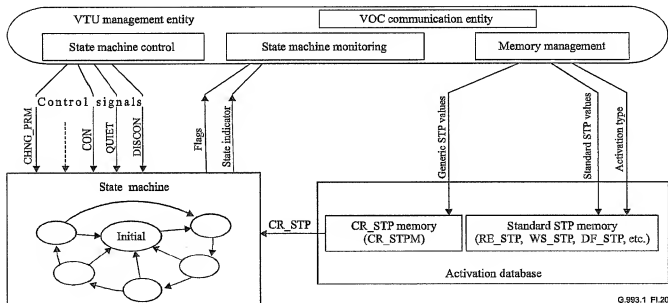 VTU management entity
VOC communication entity
State machine control
State machine monitoring
Memory management
Control signals
CHNG_PRM
CON
QUIET
DISCON
Flags
State indicator
Generic STP values
Standard STP values
Activation type
State machine
Initial
CR_STP
CR_STP memory
(CR_STPM)
Standard STP memory
(RE_STP, WS_STP, DF_STP, etc.)
Activation database
G.993.1 FI.20